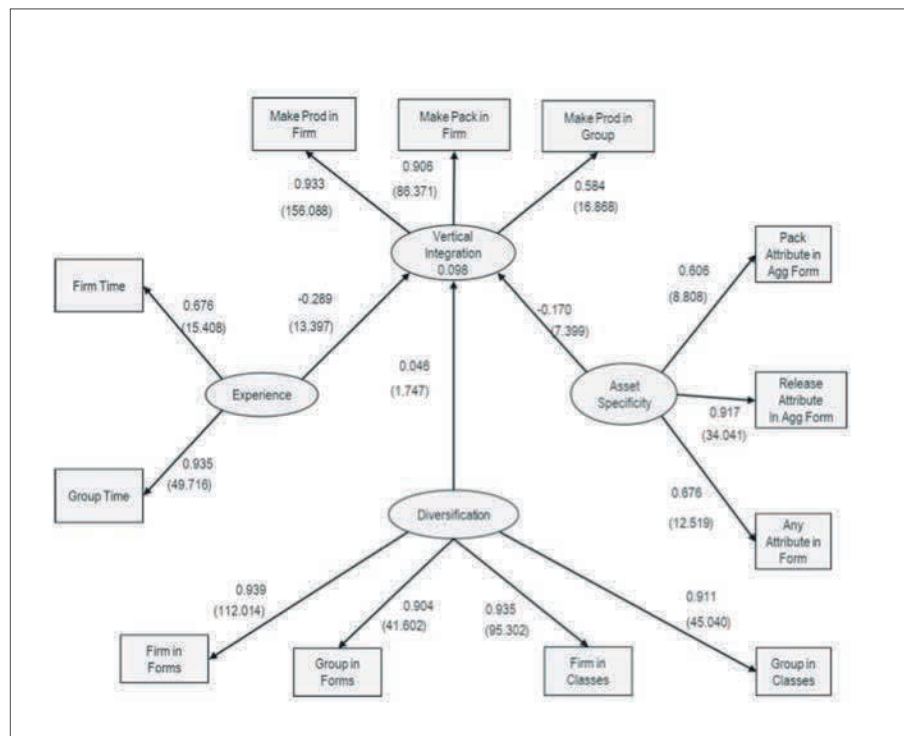 Make Prod in
Firm
Make Pack in
Firm
Make Prod in
Group
0.933
(156.088)
0.906
(86.371)
0.584
(16.868)
Vertical
Integration
0.098
Pack
Attribute in
Agg Form
Firm Time
0.676
(15.408)
-0.289
(13.397)
-0.170
(7.399)
0.606
(8.808)
0.046
(1.747)
Experience
Asset
Specificity
Release
Attribute
In Agg Form
0.917
(34.041)
0.935
(49.716)
Group Time
0.676
(12.519)
Diversification
Any
Attribute in
Form
0.939
(112.014)
0.904
(41.602)
0.935
(95.302)
0.911
(45.040)
Firm in
Forms
Group in
Forms
Firm in
Classes
Group in
Classes